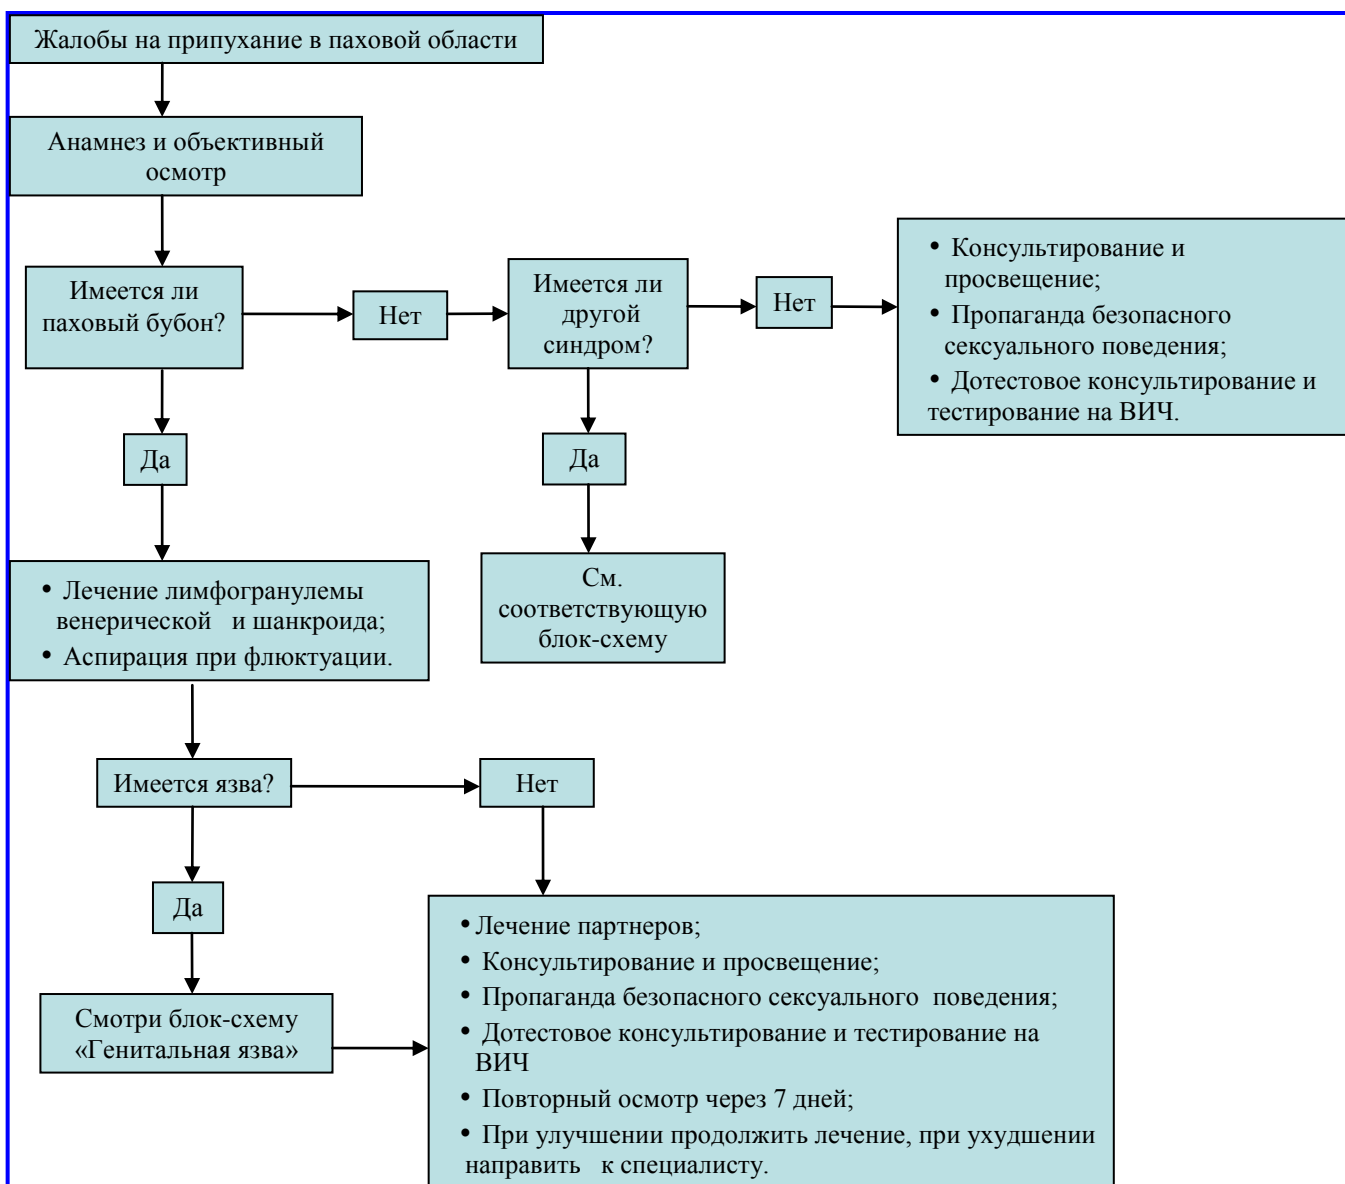 Жалобы на припухание в паховой области
Анамнез и объективный
осмотр
Имеется ли
паховый бубон?
Нет
Имеется ли
другой
синдром?
Нет
• Консультирование и
просвещение;
• Пропаганда безопасного
сексуального поведения;
• Дотестовое консультирование и
тестирование на ВИЧ.
Да
Да
• Лечение лимфогранулемы
венерической и шанкроида;
• Аспирация при флюктуации.
См.
соответствующую
блок-схему
Имеется язва?
Нет
Да
Смотри блок-схему
«Генитальная язва»
• Лечение партнеров;
• Консультирование и просвещение;
• Пропаганда безопасного сексуального поведения;
• Дотестовое консультирование и тестирование на
ВИЧ
• Повторный осмотр через 7 дней;
• При улучшении продолжить лечение, при ухудшении
направить к специалисту.